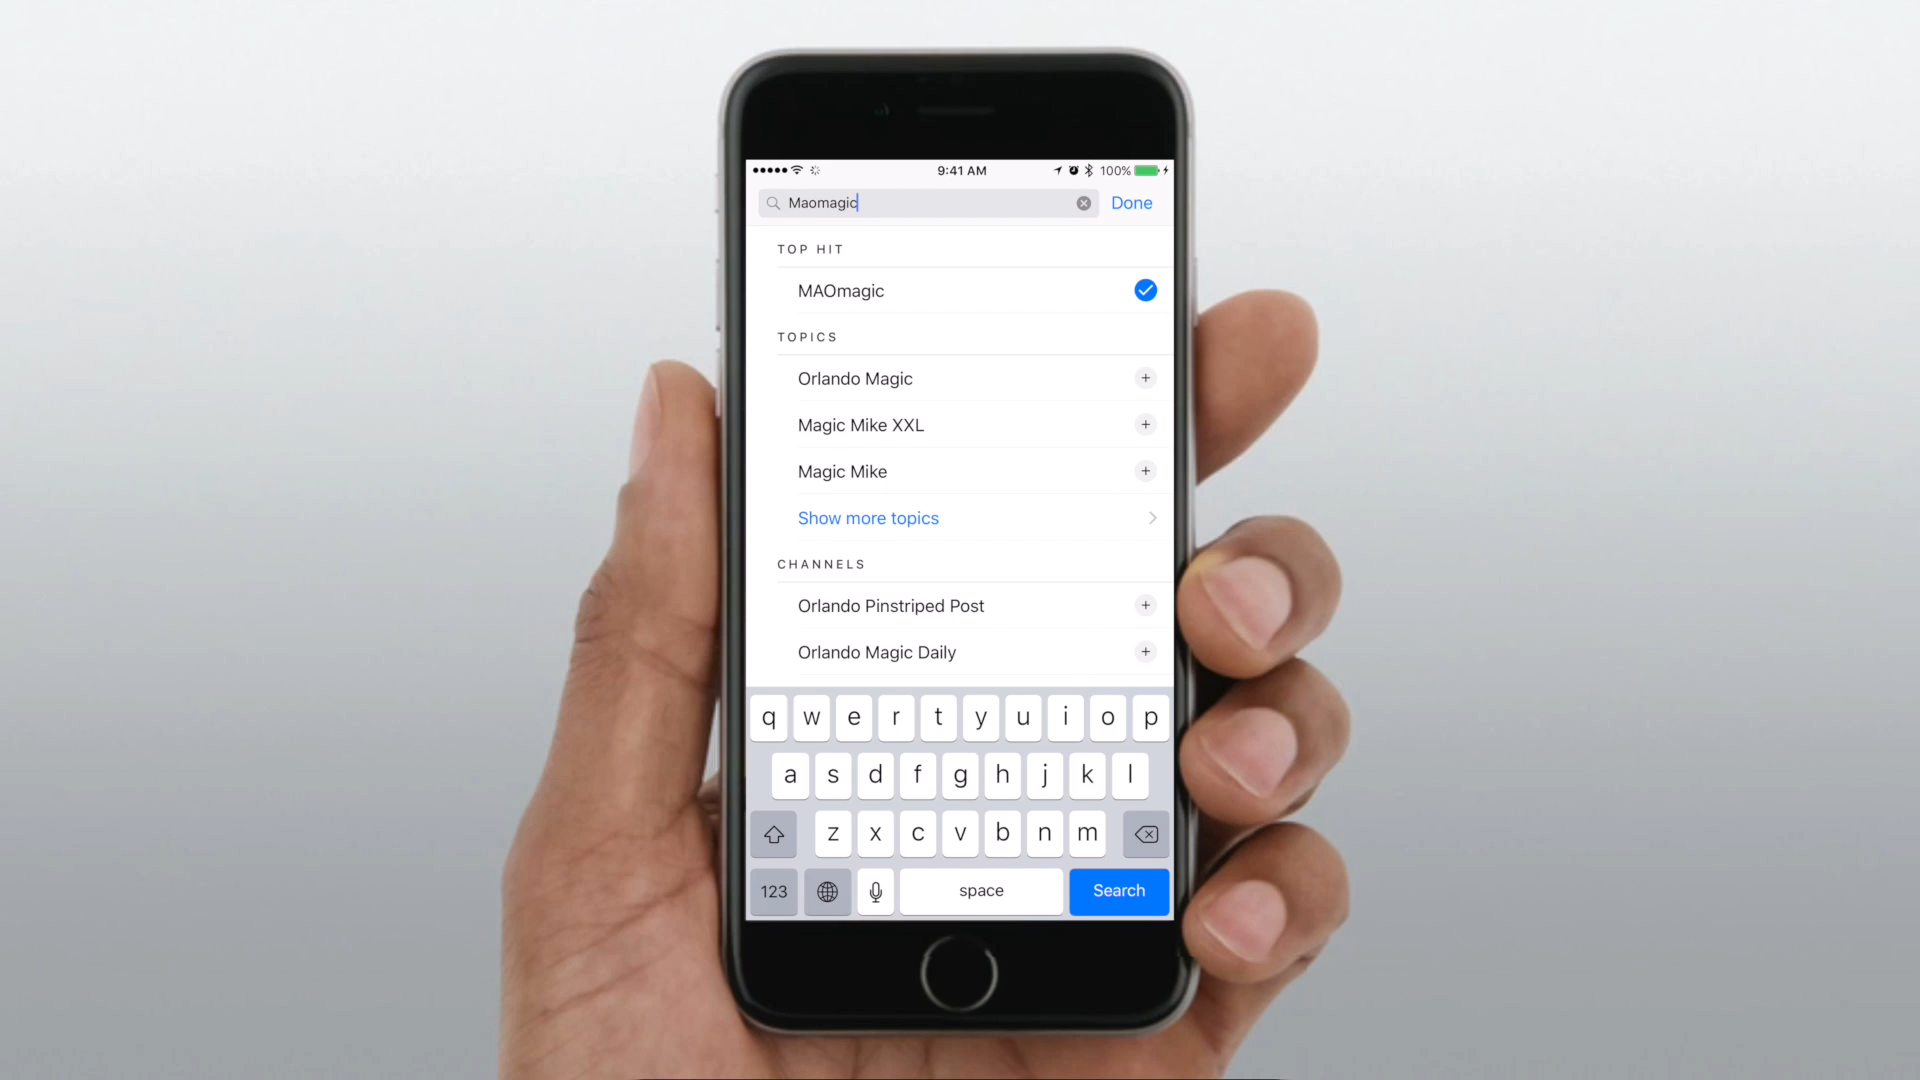 9:41 AM
100%
Maomagic
Done
TOP HIT
MAOmagic
TOPICS
Orlando Magic
Magic Mike XXL
Magic Mike
Show more topics
CHANNELS
Orlando Pinstriped Post
Orlando Magic Daily
q w e r t y u i o p
a s d f g h j k l
z x c v b n m
123 space Search